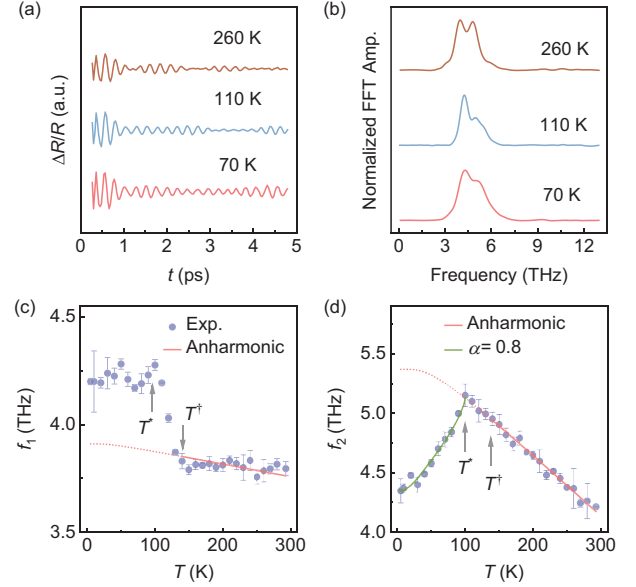 (a)
260 K
110 K
70 K
ΔR/R (a.u.)
0 1 2 3 4 5
t (ps)
(b)
260 K
110 K
70 K
Normalized FFT Amp.
0 3 6 9 12
Frequency (THz)
(c)
Exp.
Anharmonic
T*
T†
f1 (THz)
4.5
4.0
3.5
0 100 200 300
T (K)
(d)
Anharmonic
α= 0.8
T*
T†
f2 (THz)
5.5
5.0
4.5
4.0
0 100 200 300
T (K)